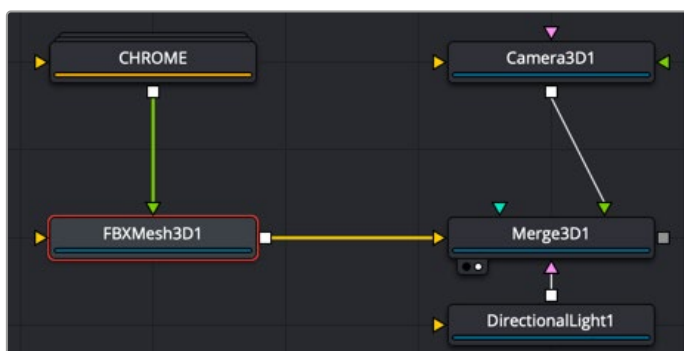 CHROME
Camera3D1
FBXMesh3D1
Merge3D1
DirectionalLight1